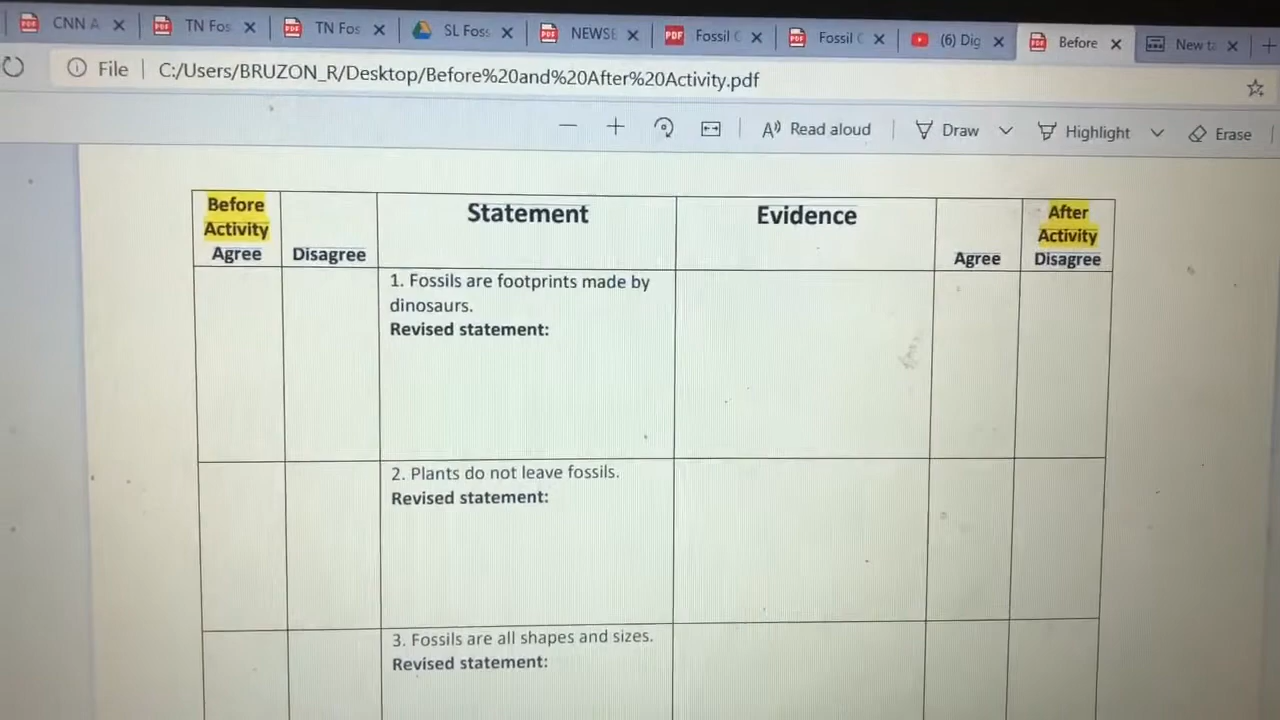 CNN A
TN Fos
TN Fos
SL Foss
NEWSE
Fossil C
Fossil C
(6) Dig
Before
New ta
File
C:/Users/BRUZON_R/Desktop/Before%20and%20After%20Activity.pdf
Read aloud
Draw
Highlight
Erase
Before
Activity
Agree
Disagree
Statement
Evidence
Agree
After
Activity
Disagree
1. Fossils are footprints made by
dinosaurs.
Revised statement:
2. Plants do not leave fossils.
Revised statement:
3. Fossils are all shapes and sizes.
Revised statement: